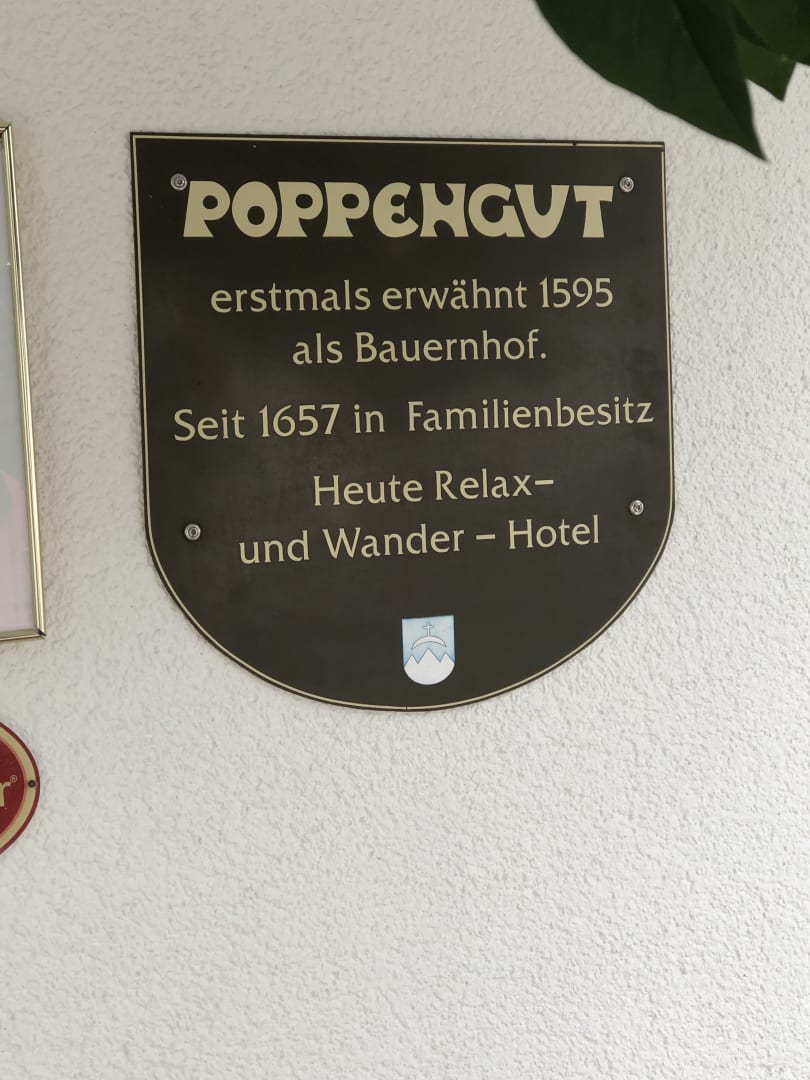 POPPENGUT
erstmals erwähnt 1595
als Bauernhof.
Seit 1657 in Familienbesitz
Heute Relax–
und Wander – Hotel